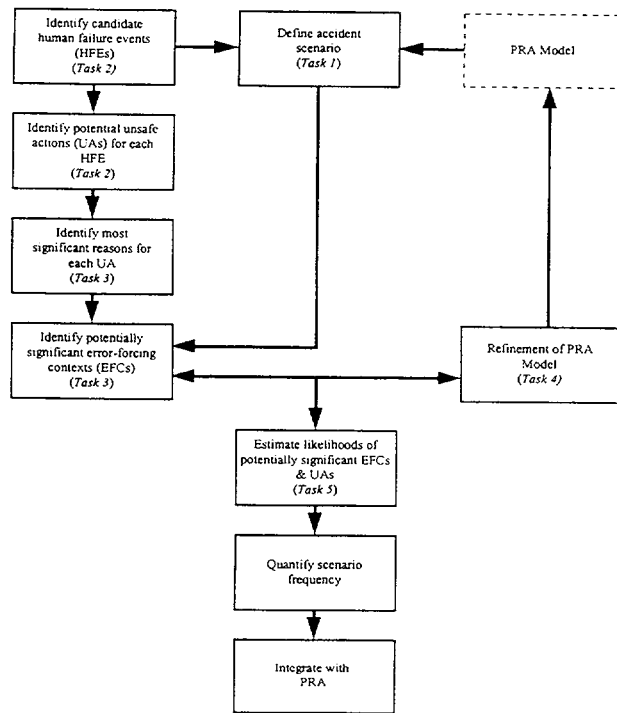 Identify candidate
human failure events
(HFEs)
(Task 2)
Define accident
scenario
(Task 1)
PRA Model
Identify potential unsafe
actions (UAs) for each
HFE
(Task 2)
Identify most
significant reasons for
each UA
(Task 3)
Identify potentially
significant error-forcing
contexts (EFCs)
(Task 3)
Refinement of PRA
Model
(Task 4)
Estimate likelihoods of
potentially significant EFCs
& UAs
(Task 5)
Quantify scenario
frequency
Integrate with
PRA